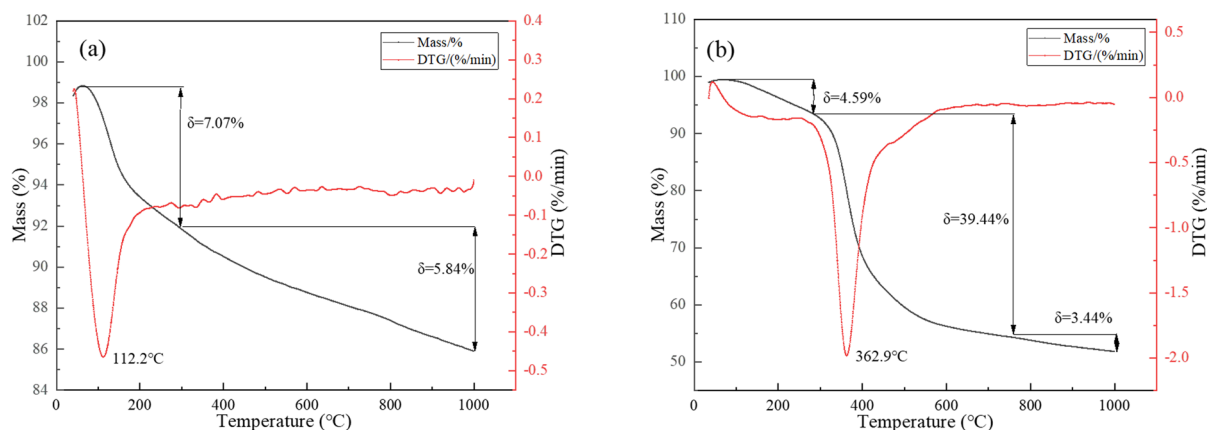 (a)
Mass/%
DTG/(%/min)
102
100
98
96
94
92
90
88
86
84
Mass (%)
0.4
0.3
0.2
0.1
0.0
-0.1
-0.2
-0.3
-0.4
-0.5
DTG (%/min)
δ=7.07%
δ=5.84%
112.2℃
0
200
400
600
800
1000
Temperature (℃)
(b)
Mass/%
DTG/(%/min)
110
100
90
80
70
60
50
Mass (%)
0.5
0.0
-0.5
-1.0
-1.5
-2.0
DTG (%/min)
δ=4.59%
δ=39.44%
δ=3.44%
362.9℃
0
200
400
600
800
1000
Temperature (℃)